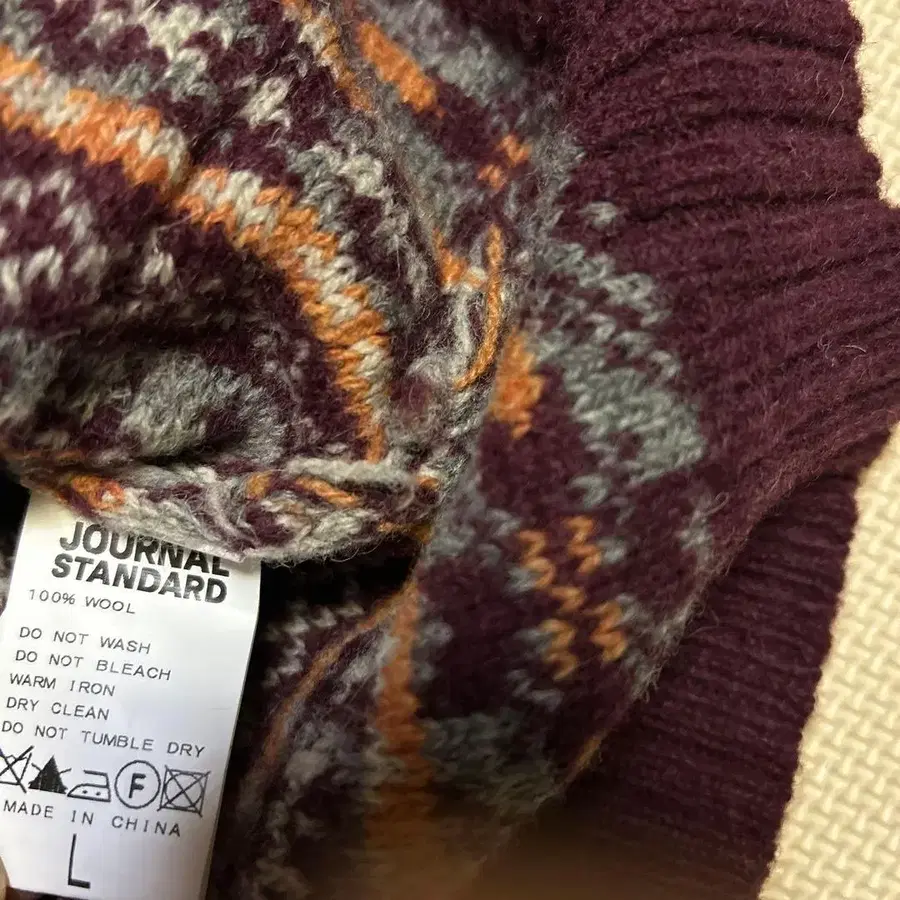 JOURNAL
STANDARD
100% WOOL
DO NOT WASH
DO NOT BLEACH
WARM IRON
DRY CLEAN
DO NOT TUMBLE DRY
F
MADE IN CHINA
L